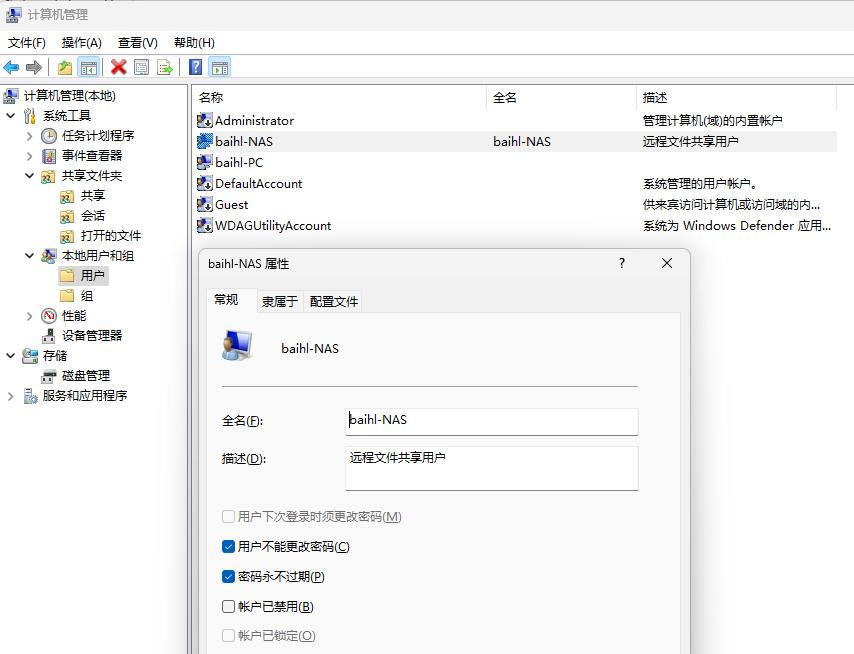 计算机管理
文件(F) 操作(A) 查看(V) 帮助(H)
计算机管理(本地)
系统工具
任务计划程序
事件查看器
共享文件夹
共享
会话
打开的文件
本地用户和组
用户
组
性能
设备管理器
存储
磁盘管理
服务和应用程序
名称 全名 描述
Administrator 管理计算机(域)的内置帐户
baihl-NAS baihl-NAS 远程文件共享用户
baihl-PC
DefaultAccount 系统管理的用户帐户。
Guest 供来宾访问计算机或访问域的内...
WDAGUtilityAccount 系统为 Windows Defender 应用...
baihl-NAS 属性 ?
常规 隶属于 配置文件
baihl-NAS
全名(F): baihl-NAS
描述(D): 远程文件共享用户
用户下次登录时须更改密码(M)
用户不能更改密码(C)
密码永不过期(P)
帐户已禁用(B)
帐户已锁定(O)